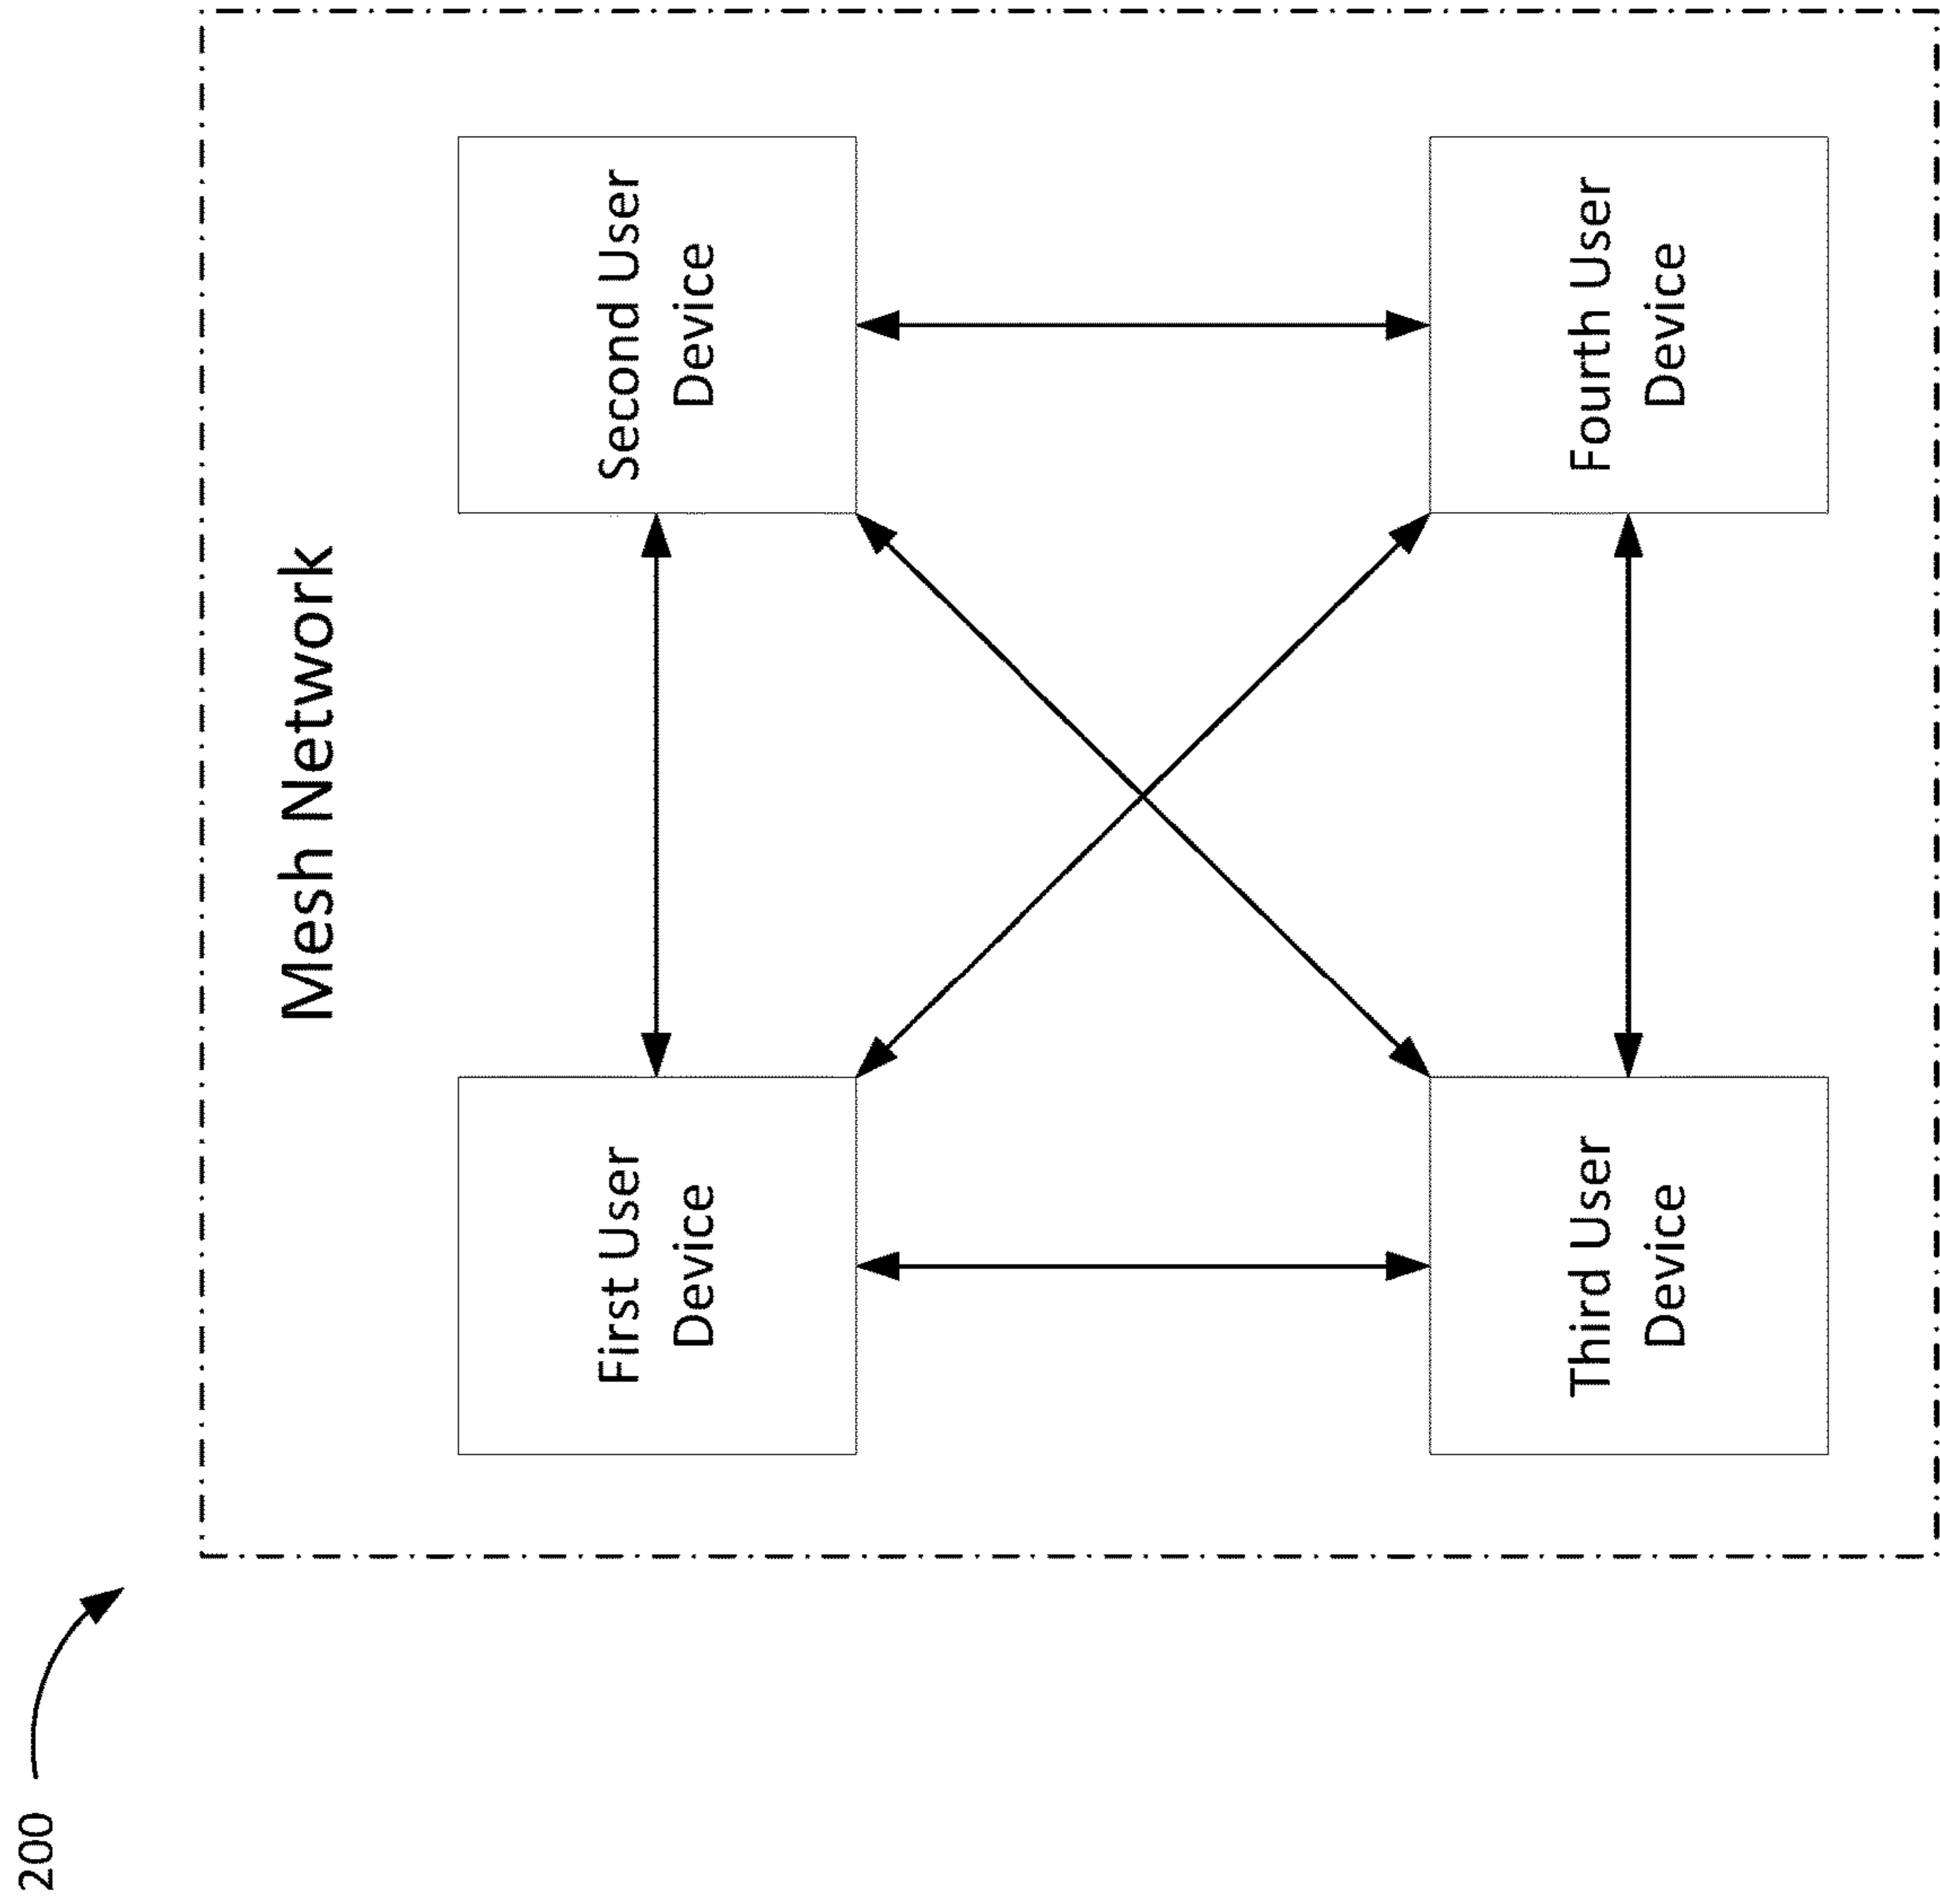 200
Mesh Network
First User
Device
Second User
Device
Third User
Device
Fourth User
Device